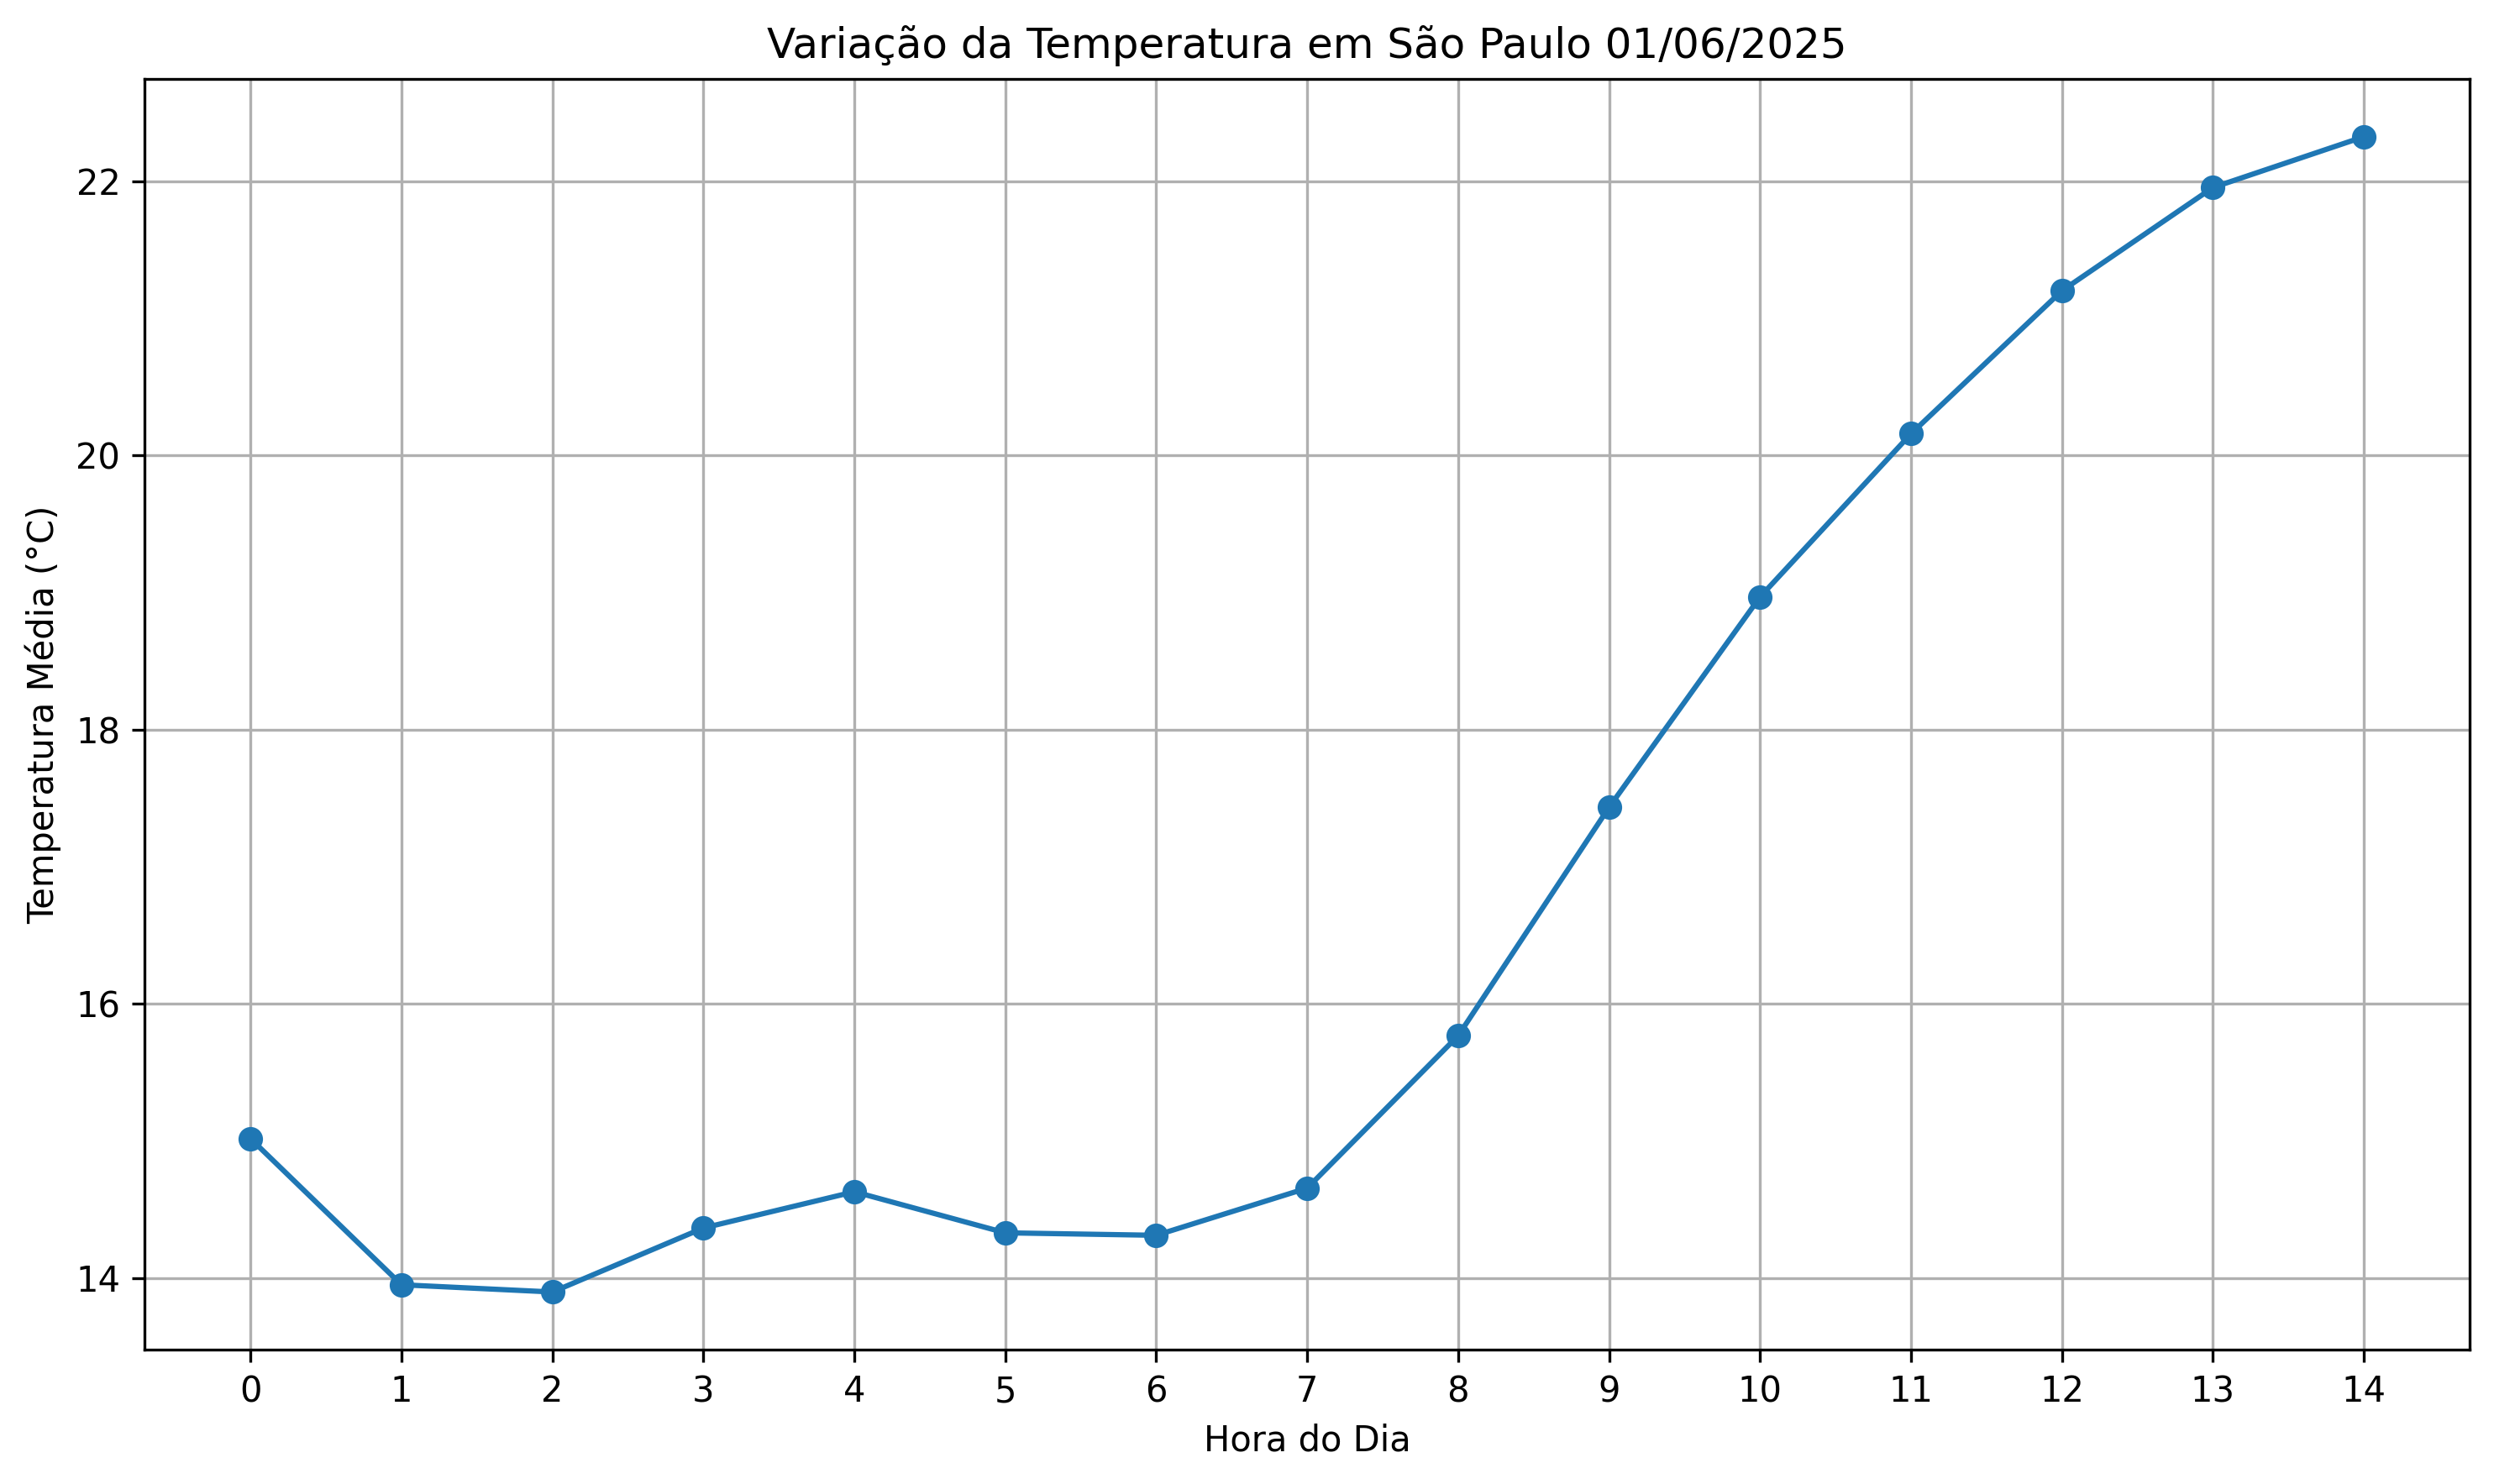 Variação da Temperatura em São Paulo 01/06/2025
Temperatura Média (°C)
22
20
18
16
14
0 1 2 3 4 5 6 7 8 9 10 11 12 13 14
Hora do Dia